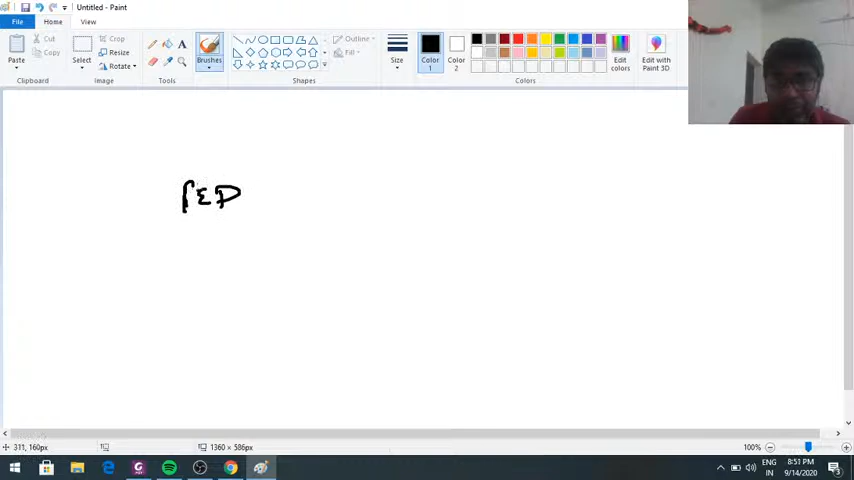 Untitled - Paint
File Home View
Paste Cut Copy Clipboard
Select Crop Resize Rotate Image
Tools
Brushes
Outline Fill Shapes
Size
Color 1
Color 2
Colors
Edit colors
Edit with Paint 3D
311, 160px 1360 × 586px 100%
ENG IN
8:51 PM 9/14/2020